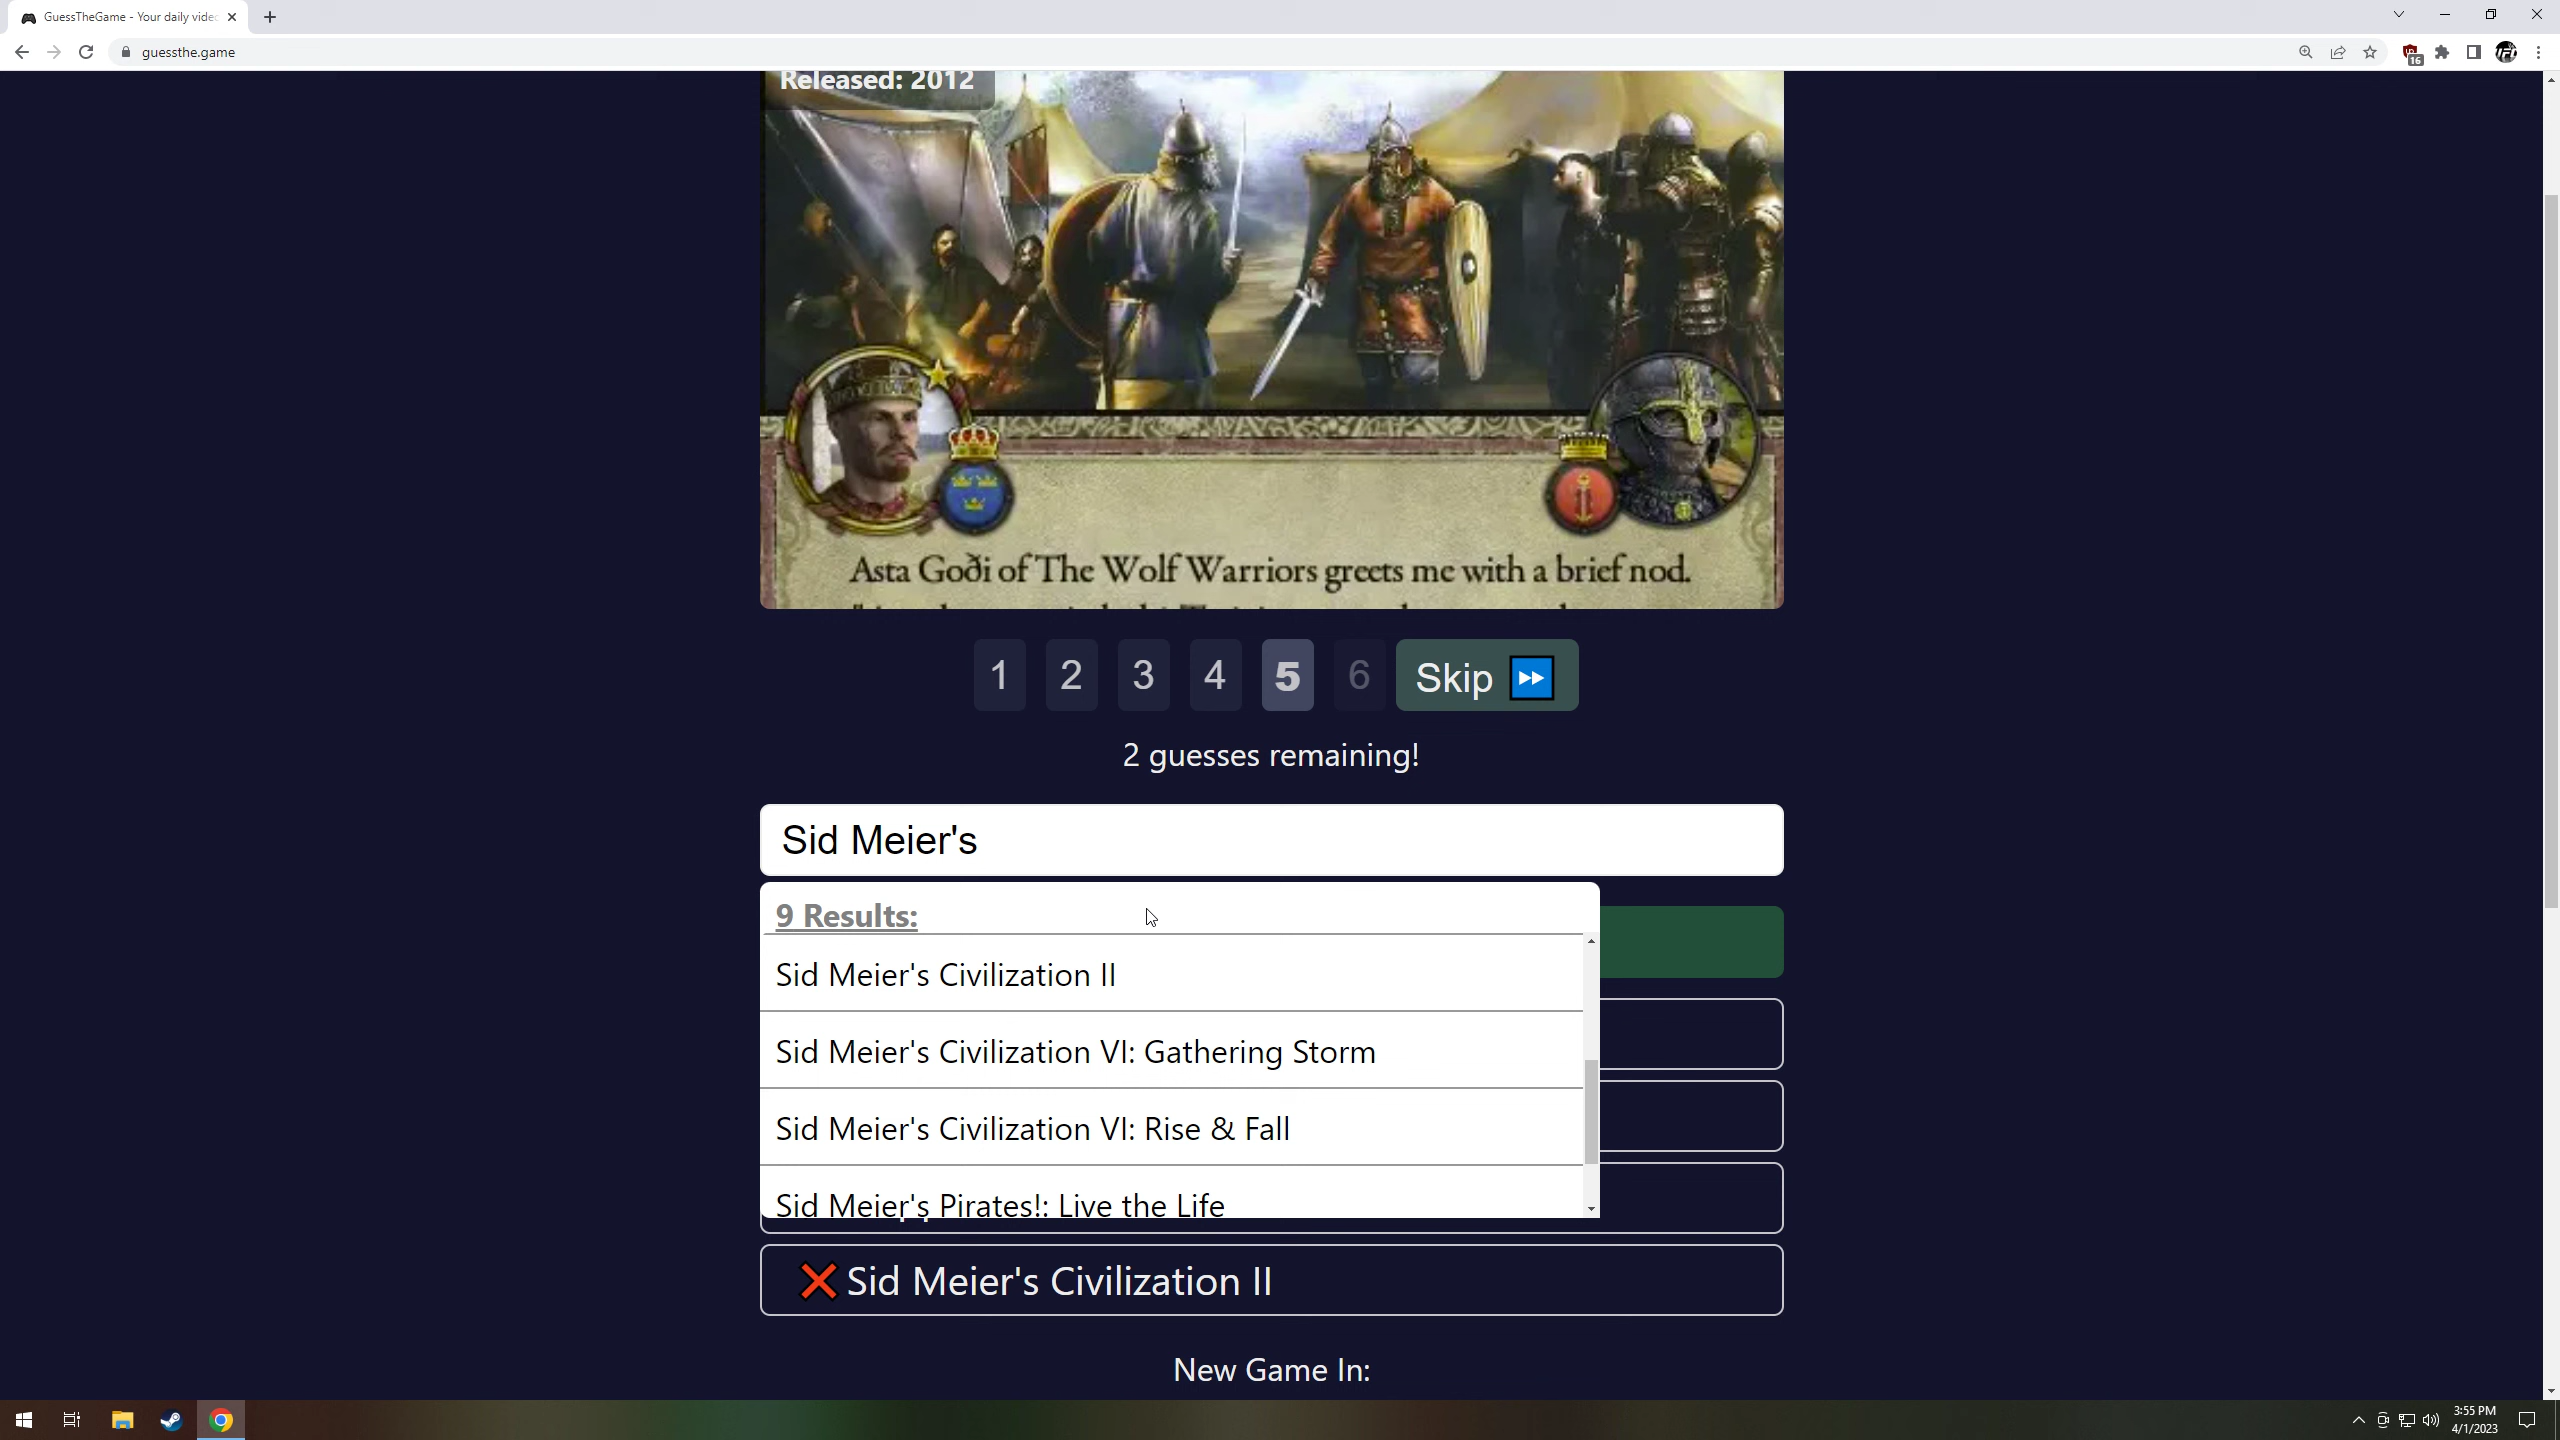 GuessTheGame - Your daily videc
guessthe.game
16
Released: 2012
Asta Goði of The Wolf Warriors greets me with a brief nod.
1 2 3 4 5 6 Skip
2 guesses remaining!
Sid Meier's
9 Results:
Sid Meier's Civilization II
Sid Meier's Civilization VI: Gathering Storm
Sid Meier's Civilization VI: Rise & Fall
Sid Meier's Pirates!: Live the Life
Sid Meier's Civilization II
New Game In:
3:55 PM
4/1/2023